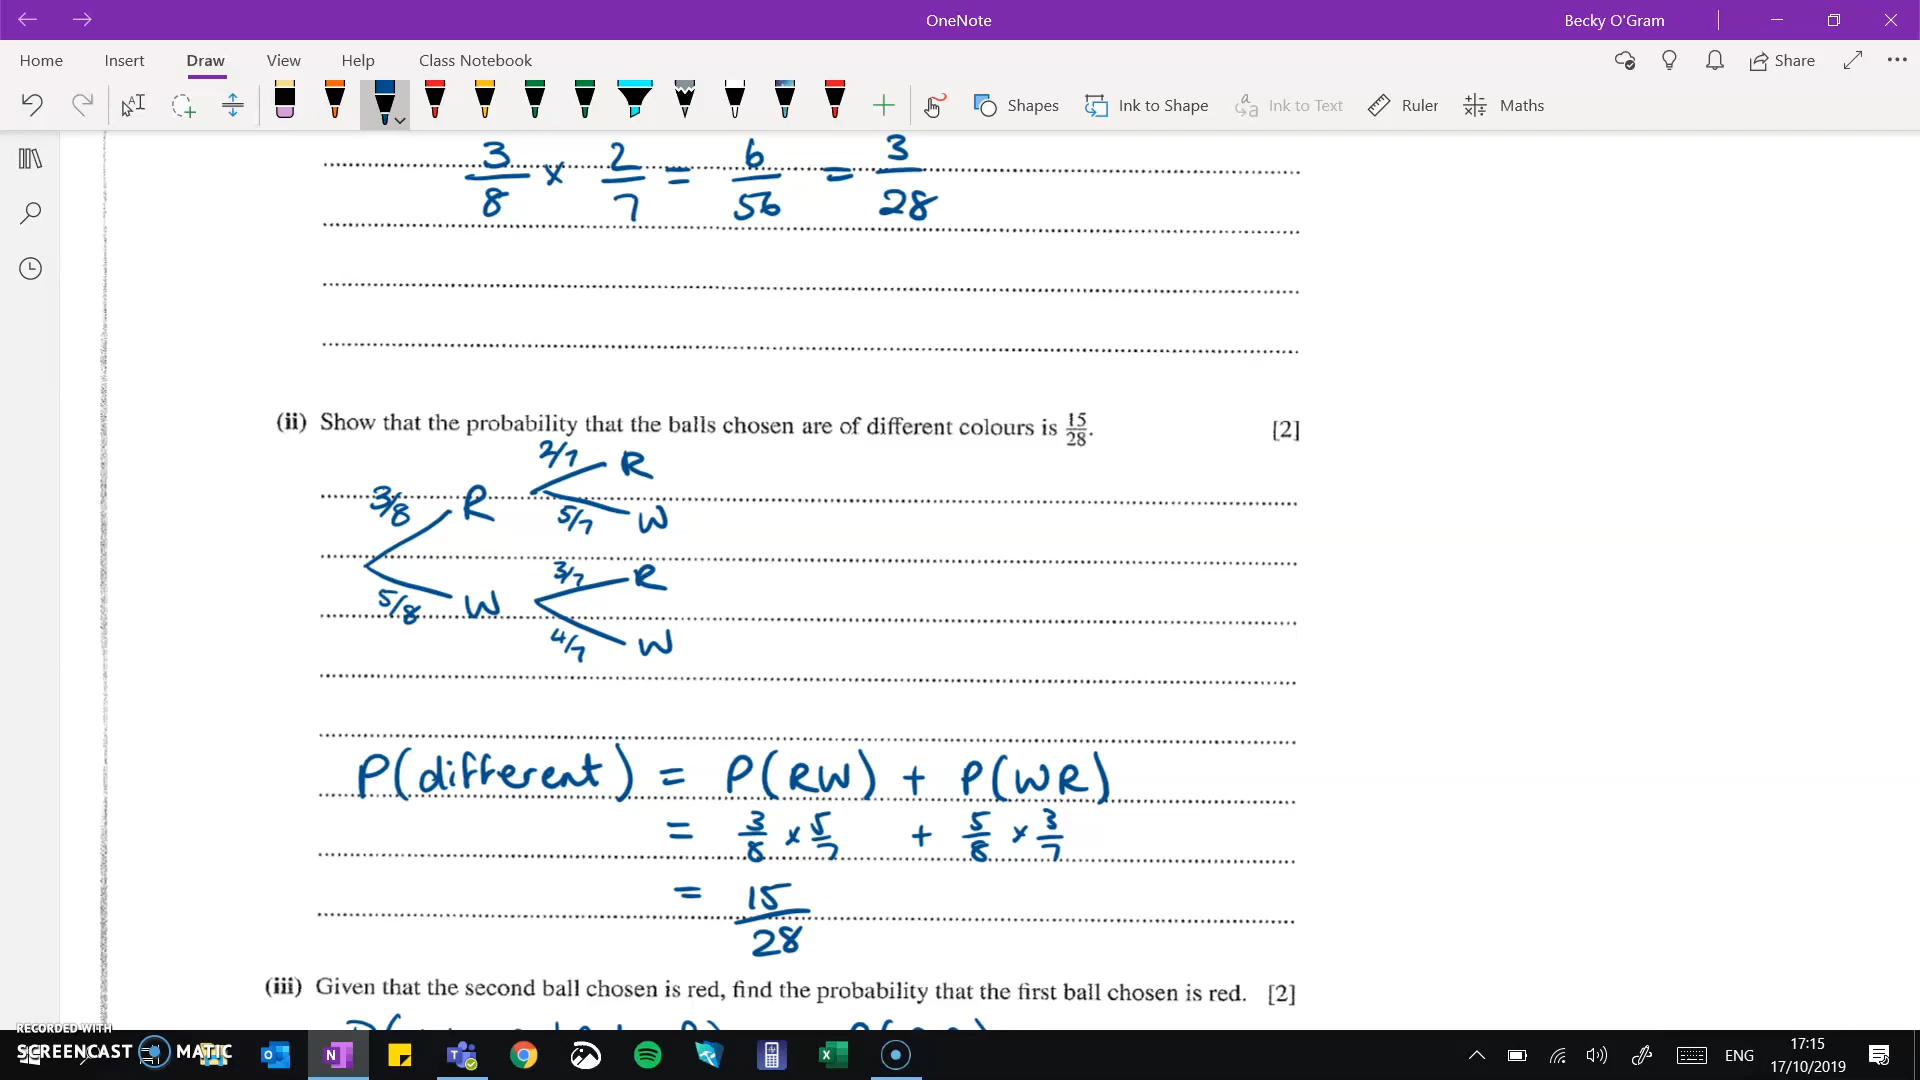 OneNote
Becky O'Gram
Home Insert Draw View Help Class Notebook
Share
Shapes Ink to Shape Ink to Text Ruler Maths
3/8 × 2/7 = 6/56 = 3/28
(ii) Show that the probability that the balls chosen are of different colours is 15/28. [2]
2/7 R
3/8 R
5/7 W
3/7 R
5/8 W
4/7 W
P(different) = P(RW) + P(WR)
= 3/8 × 5/7 + 5/8 × 3/7
= 15/28
(iii) Given that the second ball chosen is red, find the probability that the first ball chosen is red. [2]
RECORDED WITH
SCREENCAST MATIC
ENG
17:15
17/10/2019